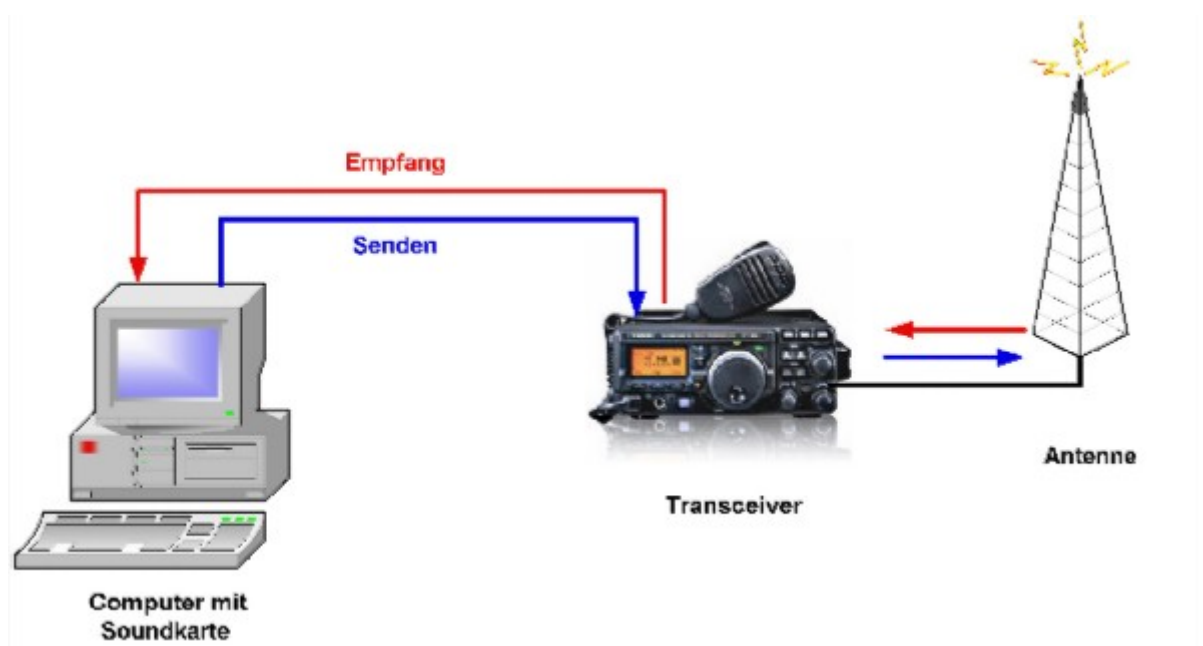 Empfang
Senden
Antenne
Transceiver
Computer mit
Soundkarte